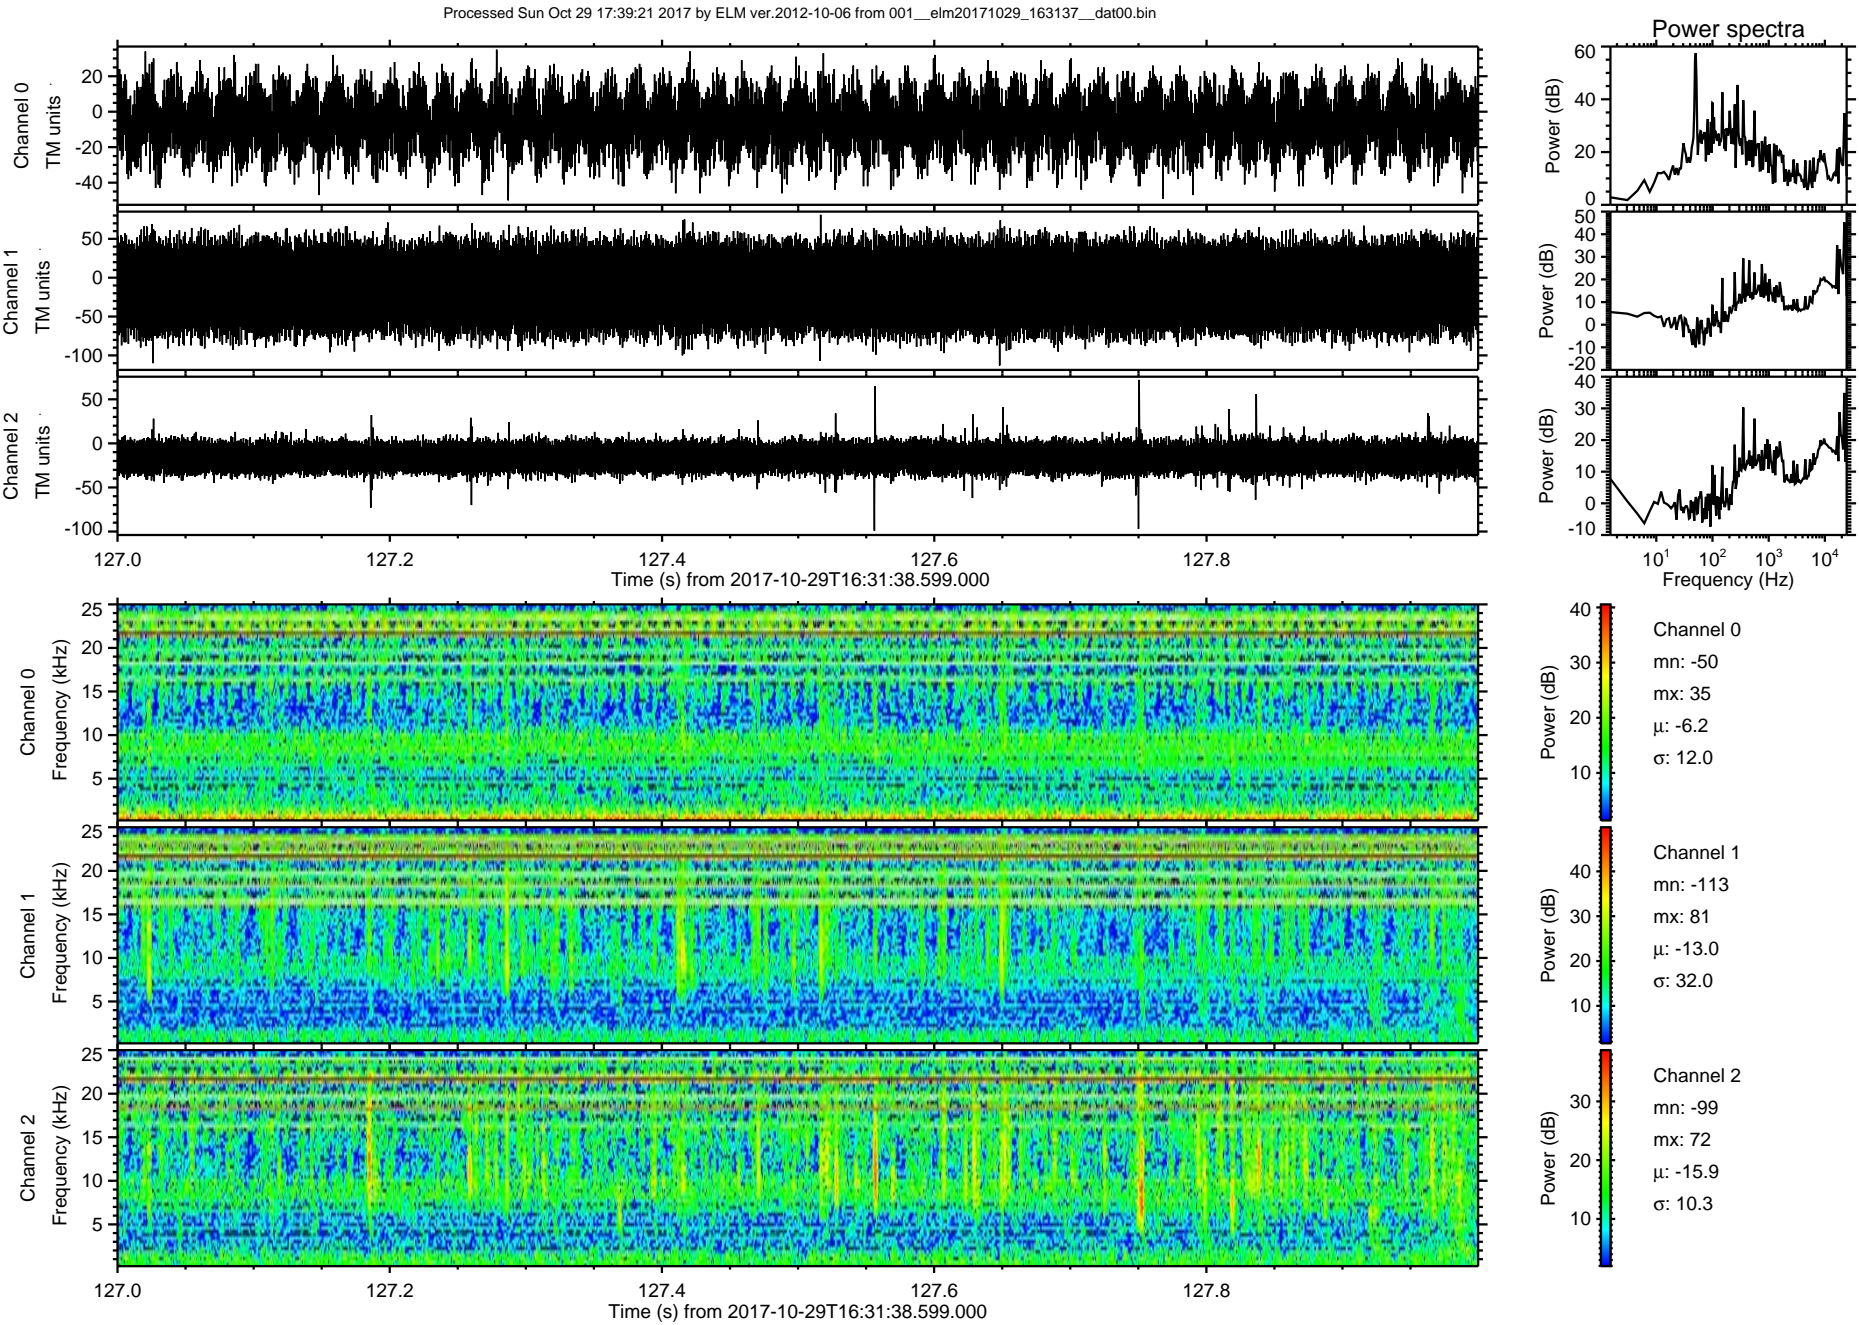 Processed Sun Oct 29 17:39:21 2017 by ELM ver.2012-10-06 from 001__elm20171029_163137__dat00.bin
Power spectra
Channel 0
TM units
20
0
-20
-40
Power (dB)
60
40
20
0
Channel 1
TM units
50
0
-50
-100
Power (dB)
50
40
30
20
10
0
-10
-20
Channel 2
TM units
50
0
-50
-100
Power (dB)
40
30
20
10
0
-10
127.0 127.2 127.4 127.6 127.8
Time (s) from 2017-10-29T16:31:38.599.000
10¹ 10² 10³ 10⁴
Frequency (Hz)
Channel 0
Frequency (kHz)
25
20
15
10
5
Power (dB)
40
30
20
10
Channel 0
mn: -50
mx: 35
µ: -6.2
σ: 12.0
Channel 1
Frequency (kHz)
25
20
15
10
5
Power (dB)
40
30
20
10
Channel 1
mn: -113
mx: 81
µ: -13.0
σ: 32.0
Channel 2
Frequency (kHz)
25
20
15
10
5
Power (dB)
30
20
10
Channel 2
mn: -99
mx: 72
µ: -15.9
σ: 10.3
127.0 127.2 127.4 127.6 127.8
Time (s) from 2017-10-29T16:31:38.599.000